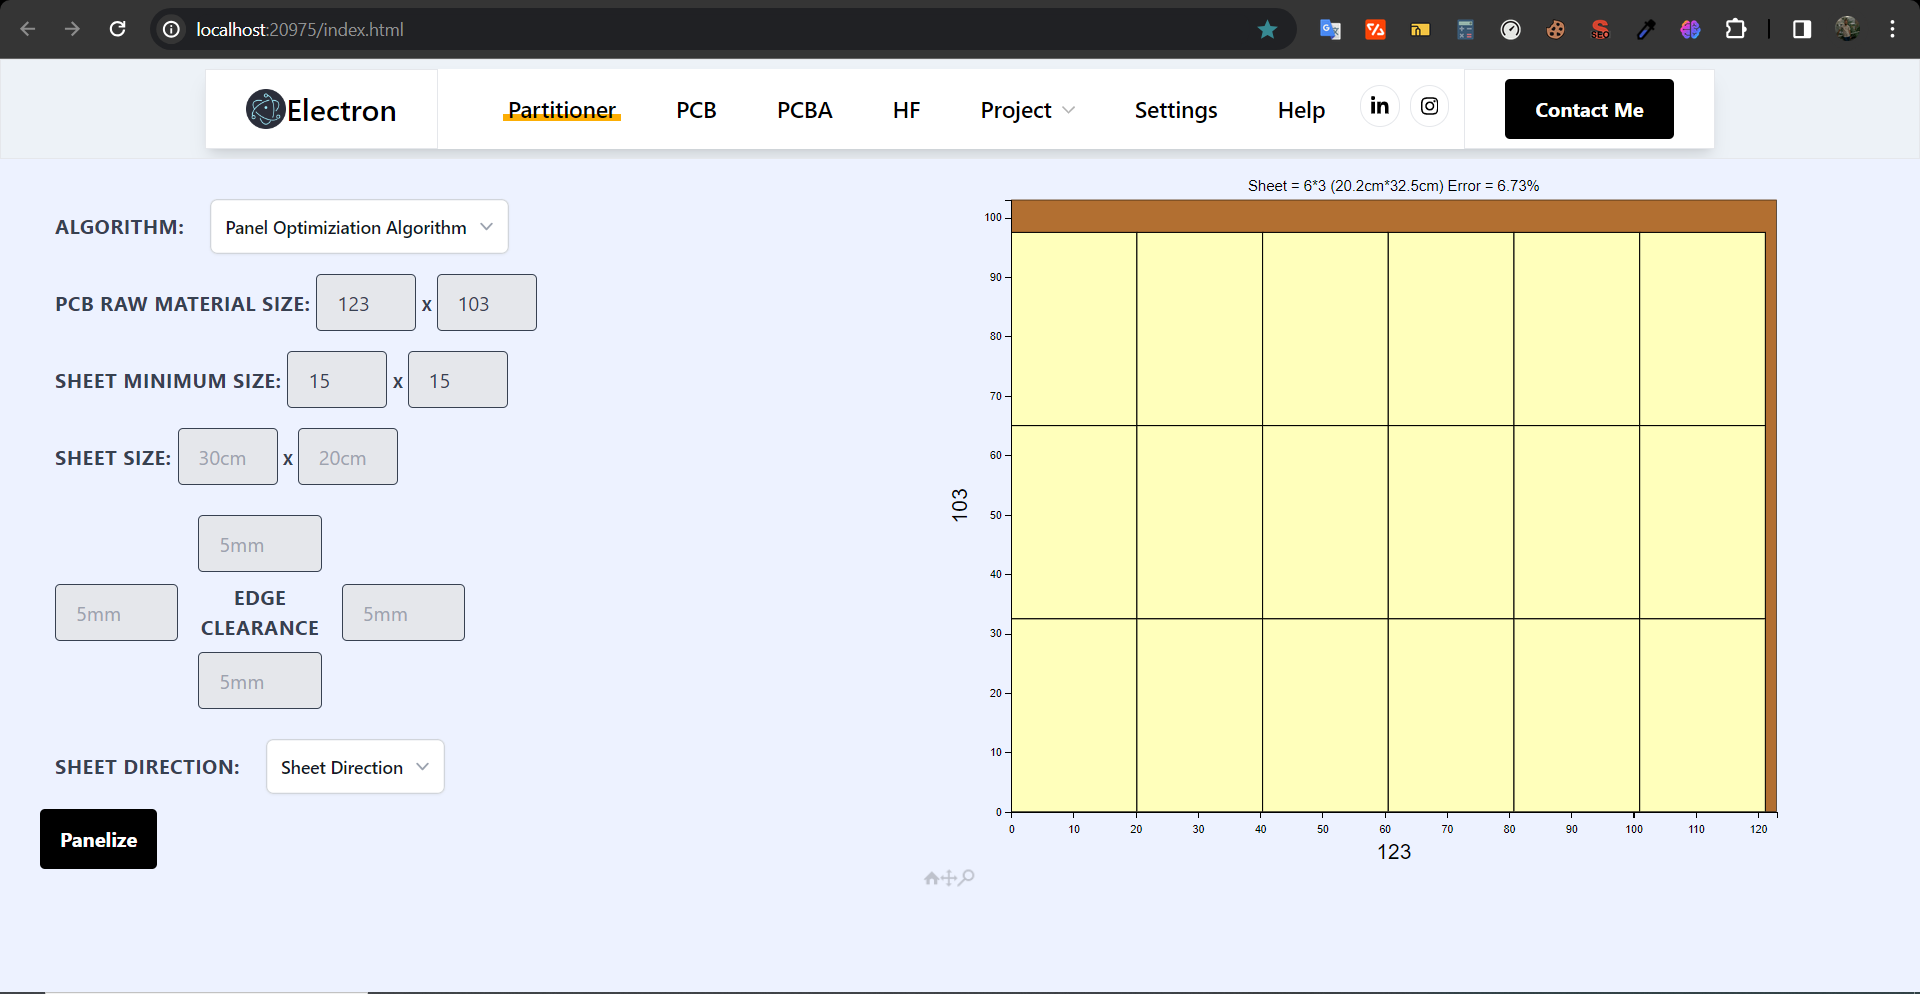 localhost:20975/index.html
Electron
Partitioner
PCB
PCBA
HF
Project
Settings
Help
in
Contact Me
ALGORITHM:
Panel Optimiziation Algorithm
PCB RAW MATERIAL SIZE: 123 x 103
SHEET MINIMUM SIZE: 15 x 15
SHEET SIZE: 30cm x 20cm
5mm
5mm
EDGE
CLEARANCE
5mm
5mm
SHEET DIRECTION:
Sheet Direction
Panelize
Sheet = 6*3 (20.2cm*32.5cm) Error = 6.73%
100
90
80
70
60
50
40
30
20
10
0
103
0 10 20 30 40 50 60 70 80 90 100 110 120
123
SEO